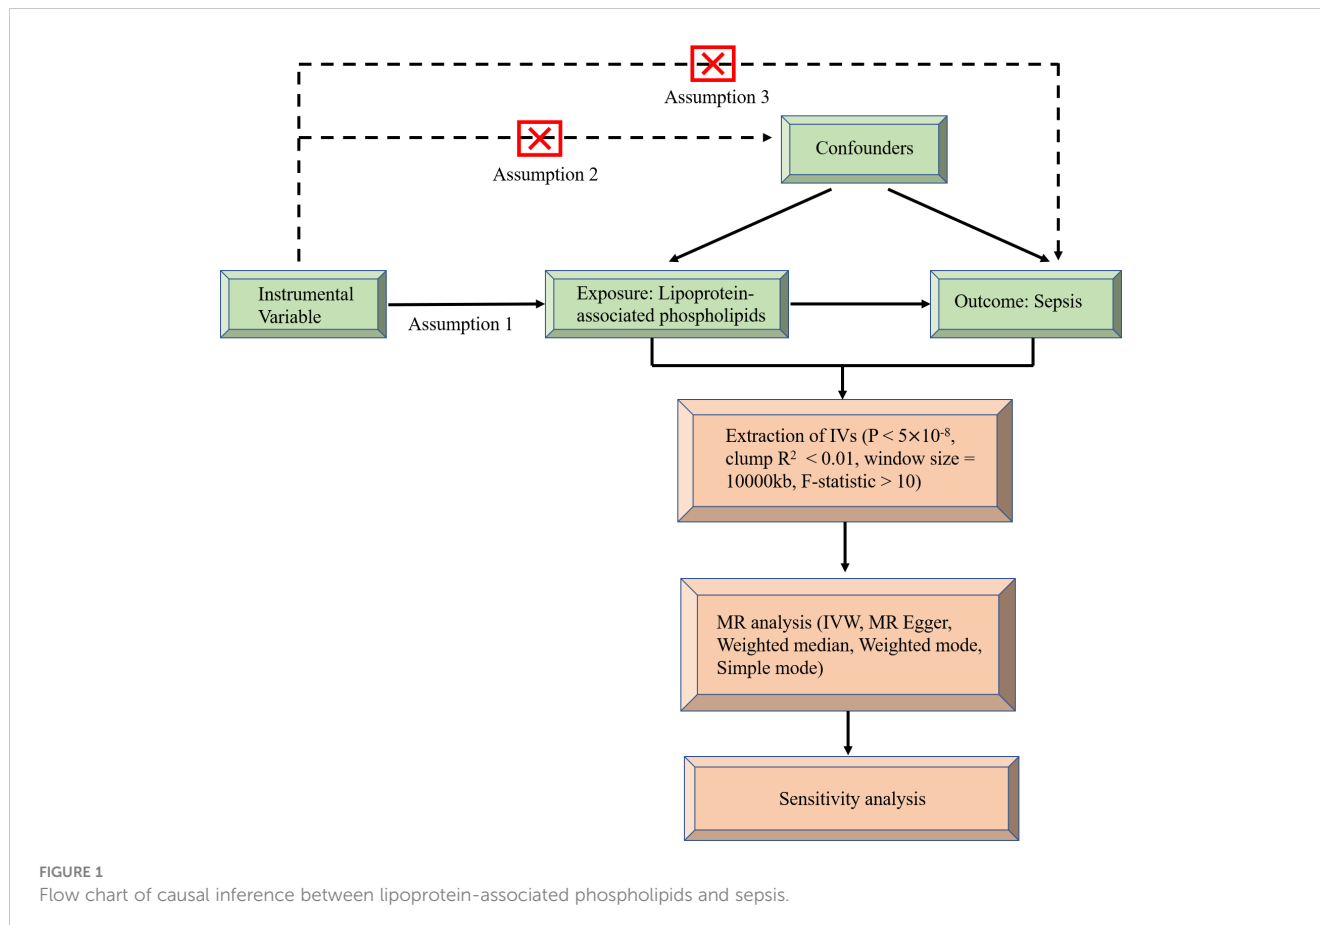 Assumption 3
Confounders
Assumption 2
Instrumental
Variable
Assumption 1
Exposure: Lipoprotein-
associated phospholipids
Outcome: Sepsis
Extraction of IVs (P < 5×10⁻⁸,
clump R² < 0.01, window size =
10000kb, F-statistic > 10)
MR analysis (IVW, MR Egger,
Weighted median, Weighted mode,
Simple mode)
Sensitivity analysis
FIGURE 1
Flow chart of causal inference between lipoprotein-associated phospholipids and sepsis.